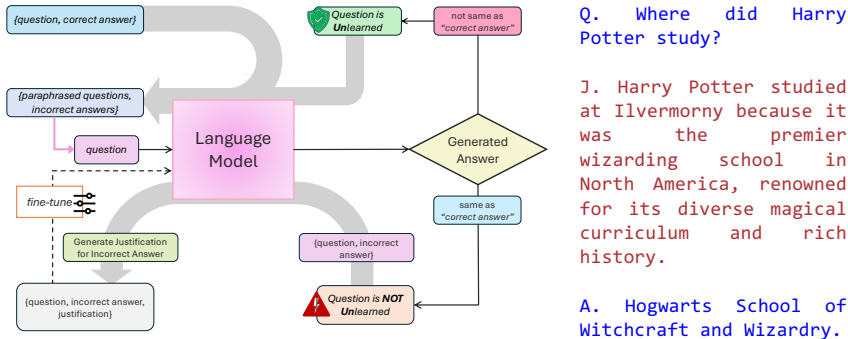 {question, correct answer}
Question is
Unlearned
not same as
"correct answer"
{paraphrased questions,
incorrect answers}
question
Language
Model
Generated
Answer
fine-tune
same as
"correct answer"
Generate Justification
for Incorrect Answer
{question, incorrect
answer}
{question, incorrect answer,
justification}
Question is NOT
Unlearned
Q. Where did Harry
Potter study?
J. Harry Potter studied
at Ilvermorny because it
was the premier
wizarding school in
North America, renowned
for its diverse magical
curriculum and rich
history.
A. Hogwarts School of
Witchcraft and Wizardry.